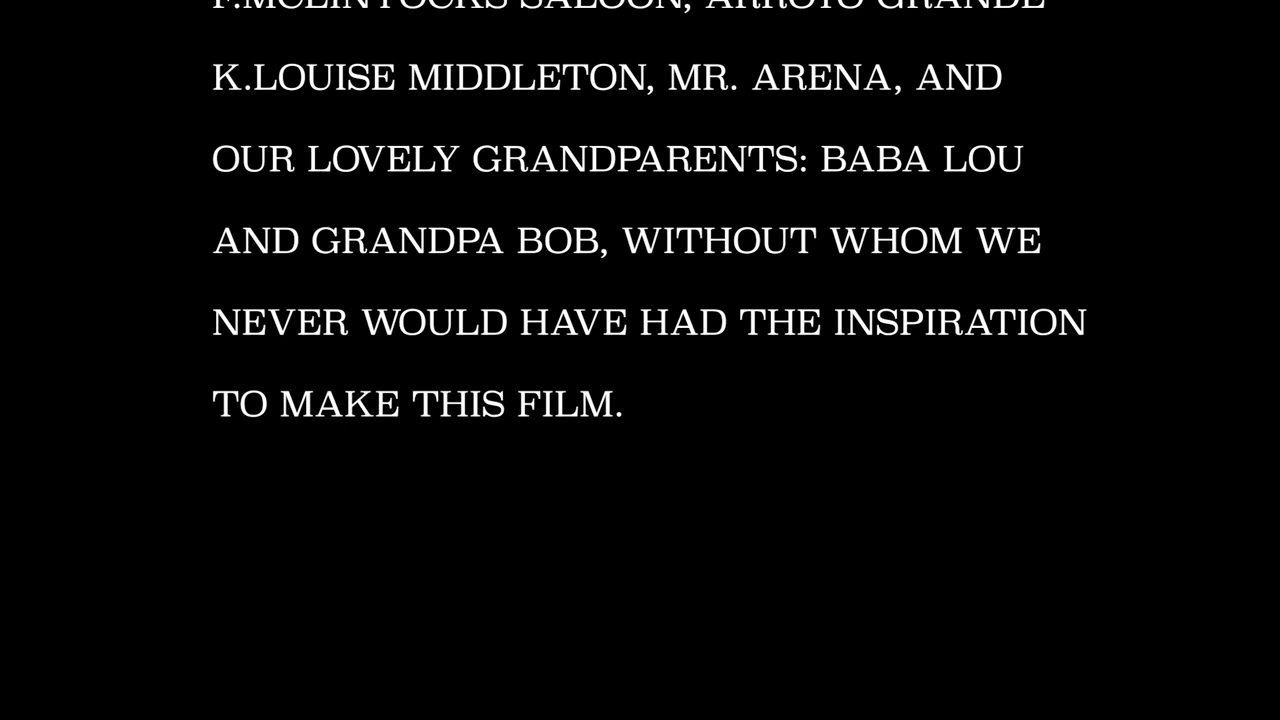 F.MCLINTOCKS SALOON, ARROYO GRANDE
K.LOUISE MIDDLETON, MR. ARENA, AND
OUR LOVELY GRANDPARENTS: BABA LOU
AND GRANDPA BOB, WITHOUT WHOM WE
NEVER WOULD HAVE HAD THE INSPIRATION
TO MAKE THIS FILM.